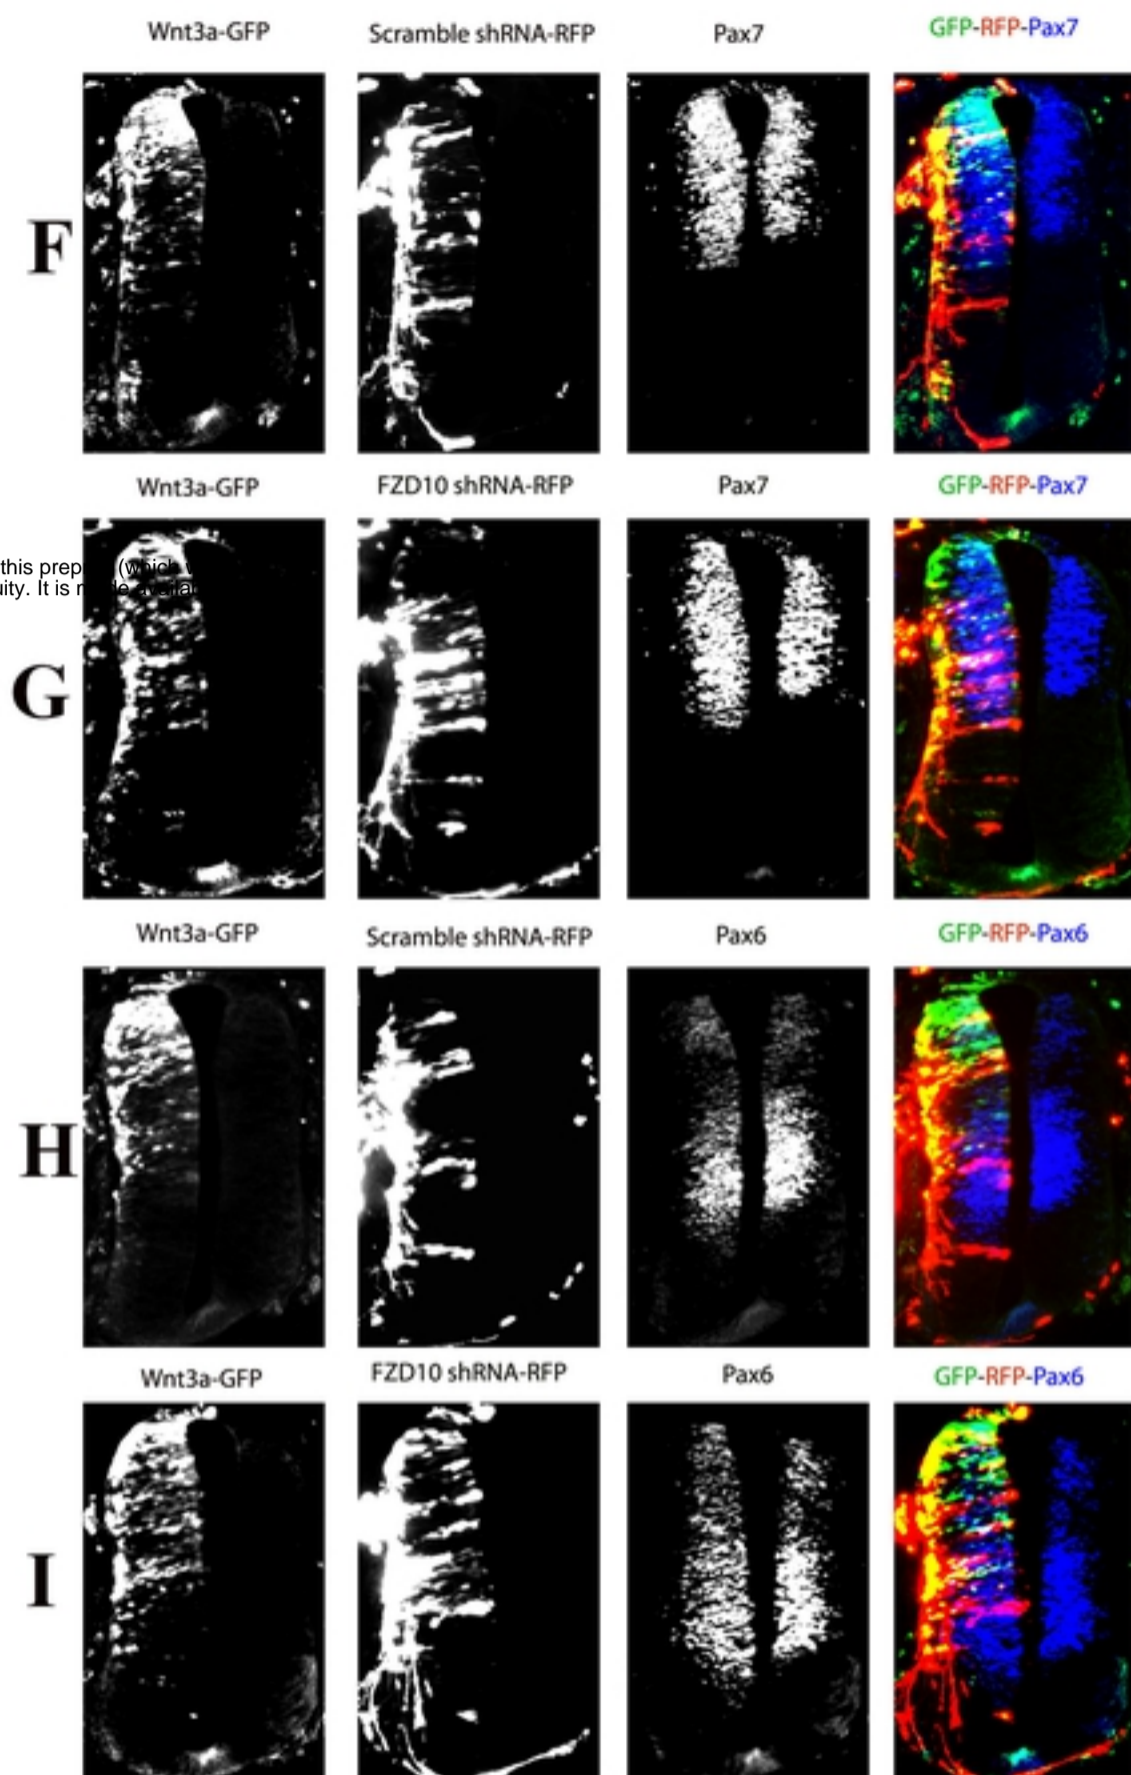 Wnt3a-GFP Scramble shRNA-RFP Pax7 GFP-RFP-Pax7
F
Wnt3a-GFP FZD10 shRNA-RFP Pax7 GFP-RFP-Pax7
this (which
It is
G
Wnt3a-GFP Scramble shRNA-RFP Pax6 GFP-RFP-Pax6
H
Wnt3a-GFP FZD10 shRNA-RFP Pax6 GFP-RFP-Pax6
I